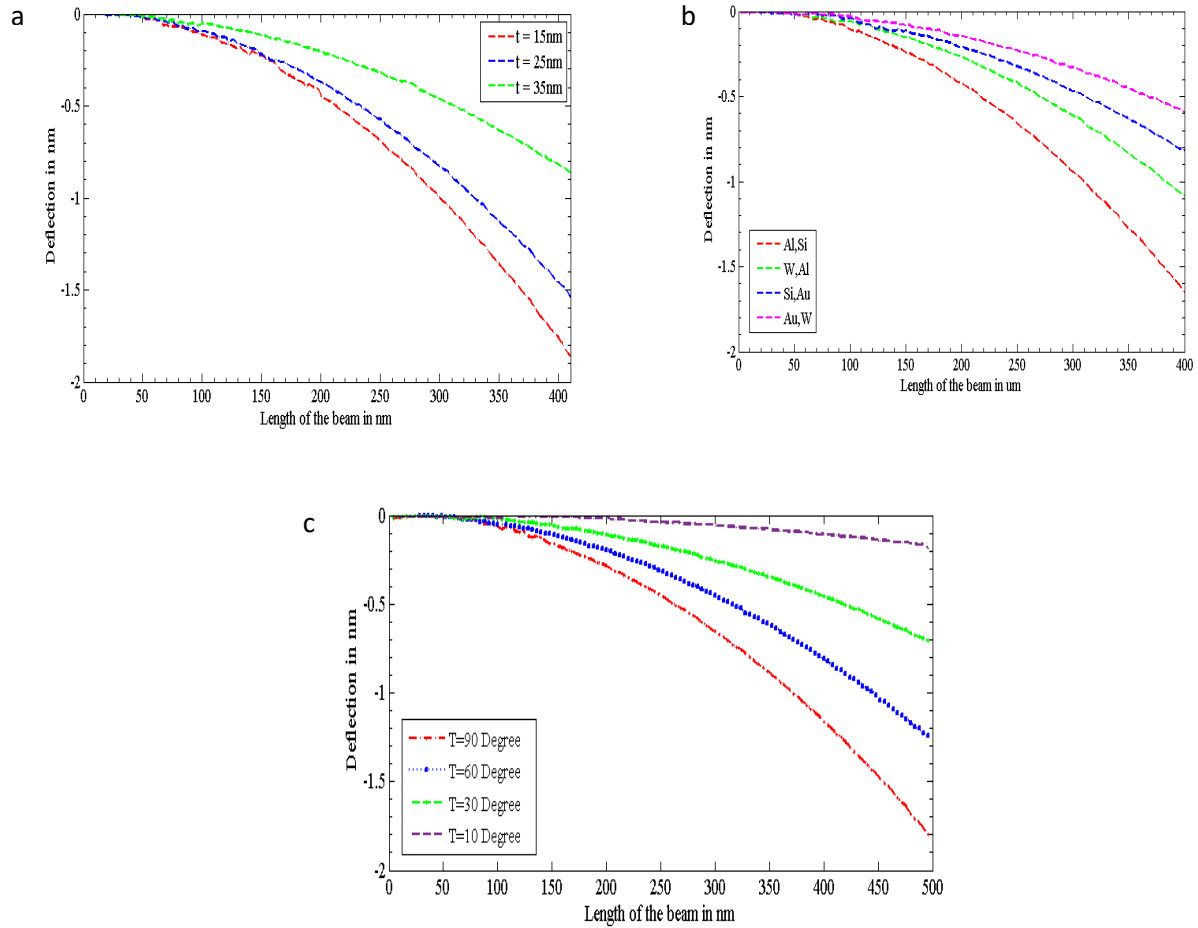 a
Deflection in nm
0
-0.5
-1
-1.5
-2
0 50 100 150 200 250 300 350 400
Length of the beam in nm
t = 15nm
t = 25nm
t = 35nm
b
Deflection in nm
0
-0.5
-1
-1.5
-2
0 50 100 150 200 250 300 350 400
Length of the beam in um
Al,Si
W,Al
Si,Au
Au,W
c
Deflection in nm
0
-0.5
-1
-1.5
-2
0 50 100 150 200 250 300 350 400 450 500
Length of the beam in nm
T=90 Degree
T=60 Degree
T=30 Degree
T=10 Degree